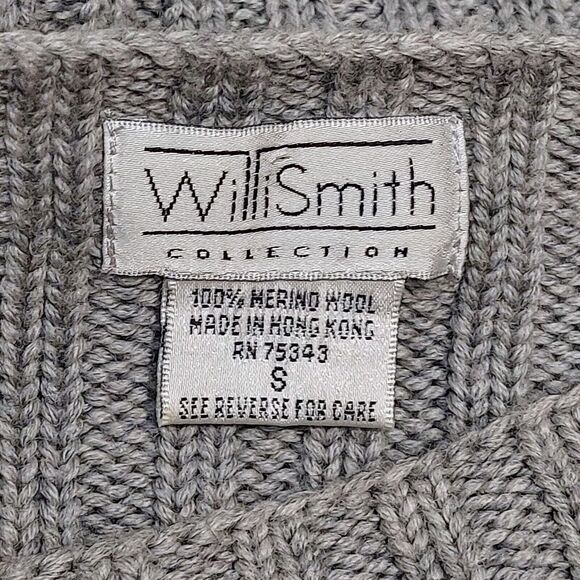 WilliSmith
COLLECTION
100% MERINO WOOL
MADE IN HONG KONG
RN 75343
S
SEE REVERSE FOR CARE